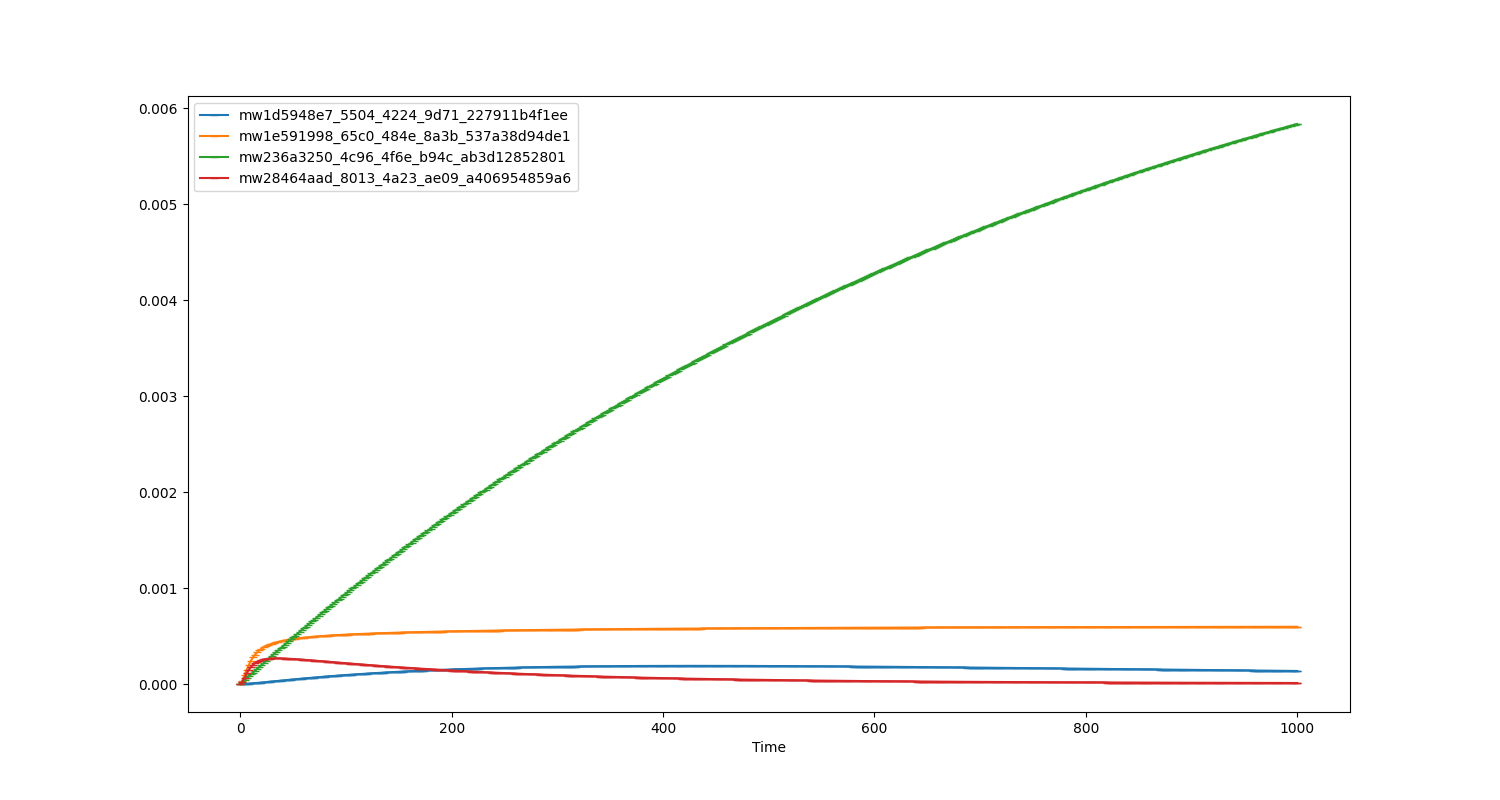 mw1d5948e7_5504_4224_9d71_227911b4f1ee
mw1e591998_65c0_484e_8a3b_537a38d94de1
mw236a3250_4c96_4f6e_b94c_ab3d12852801
mw28464aad_8013_4a23_ae09_a406954859a6
0.006
0.005
0.004
0.003
0.002
0.001
0.000
0 200 400 600 800 1000
Time